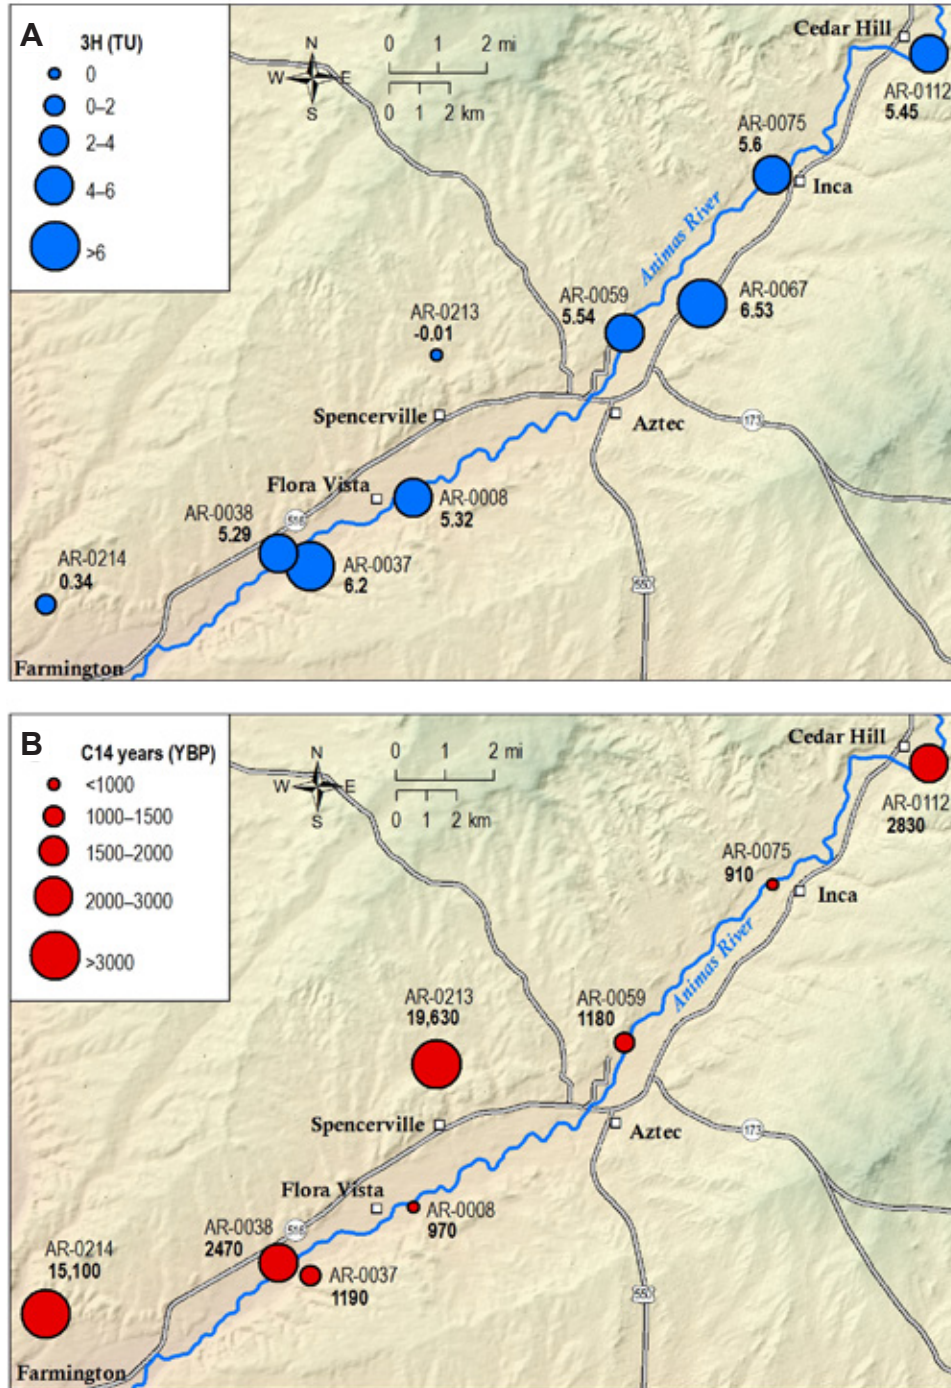 A
3H (TU)
0
0–2
2–4
4–6
>6
N
W
E
S
0 1 2 mi
0 1 2 km
Cedar Hill
AR-0112
5.45
AR-0075
5.6
Inca
Animas River
AR-0059
5.54
AR-0067
6.53
AR-0213
-0.01
Spencerville
Aztec
173
Flora Vista
AR-0008
5.32
AR-0038
5.29
516
AR-0037
6.2
AR-0214
0.34
550
Farmington
B
C14 years (YBP)
<1000
1000–1500
1500–2000
2000–3000
>3000
N
W
E
S
0 1 2 mi
0 1 2 km
Cedar Hill
AR-0112
2830
AR-0075
910
Inca
Animas River
AR-0213
19,630
AR-0059
1180
Spencerville
Aztec
173
Flora Vista
AR-0008
970
AR-0038
2470
516
AR-0037
1190
AR-0214
15,100
550
Farmington